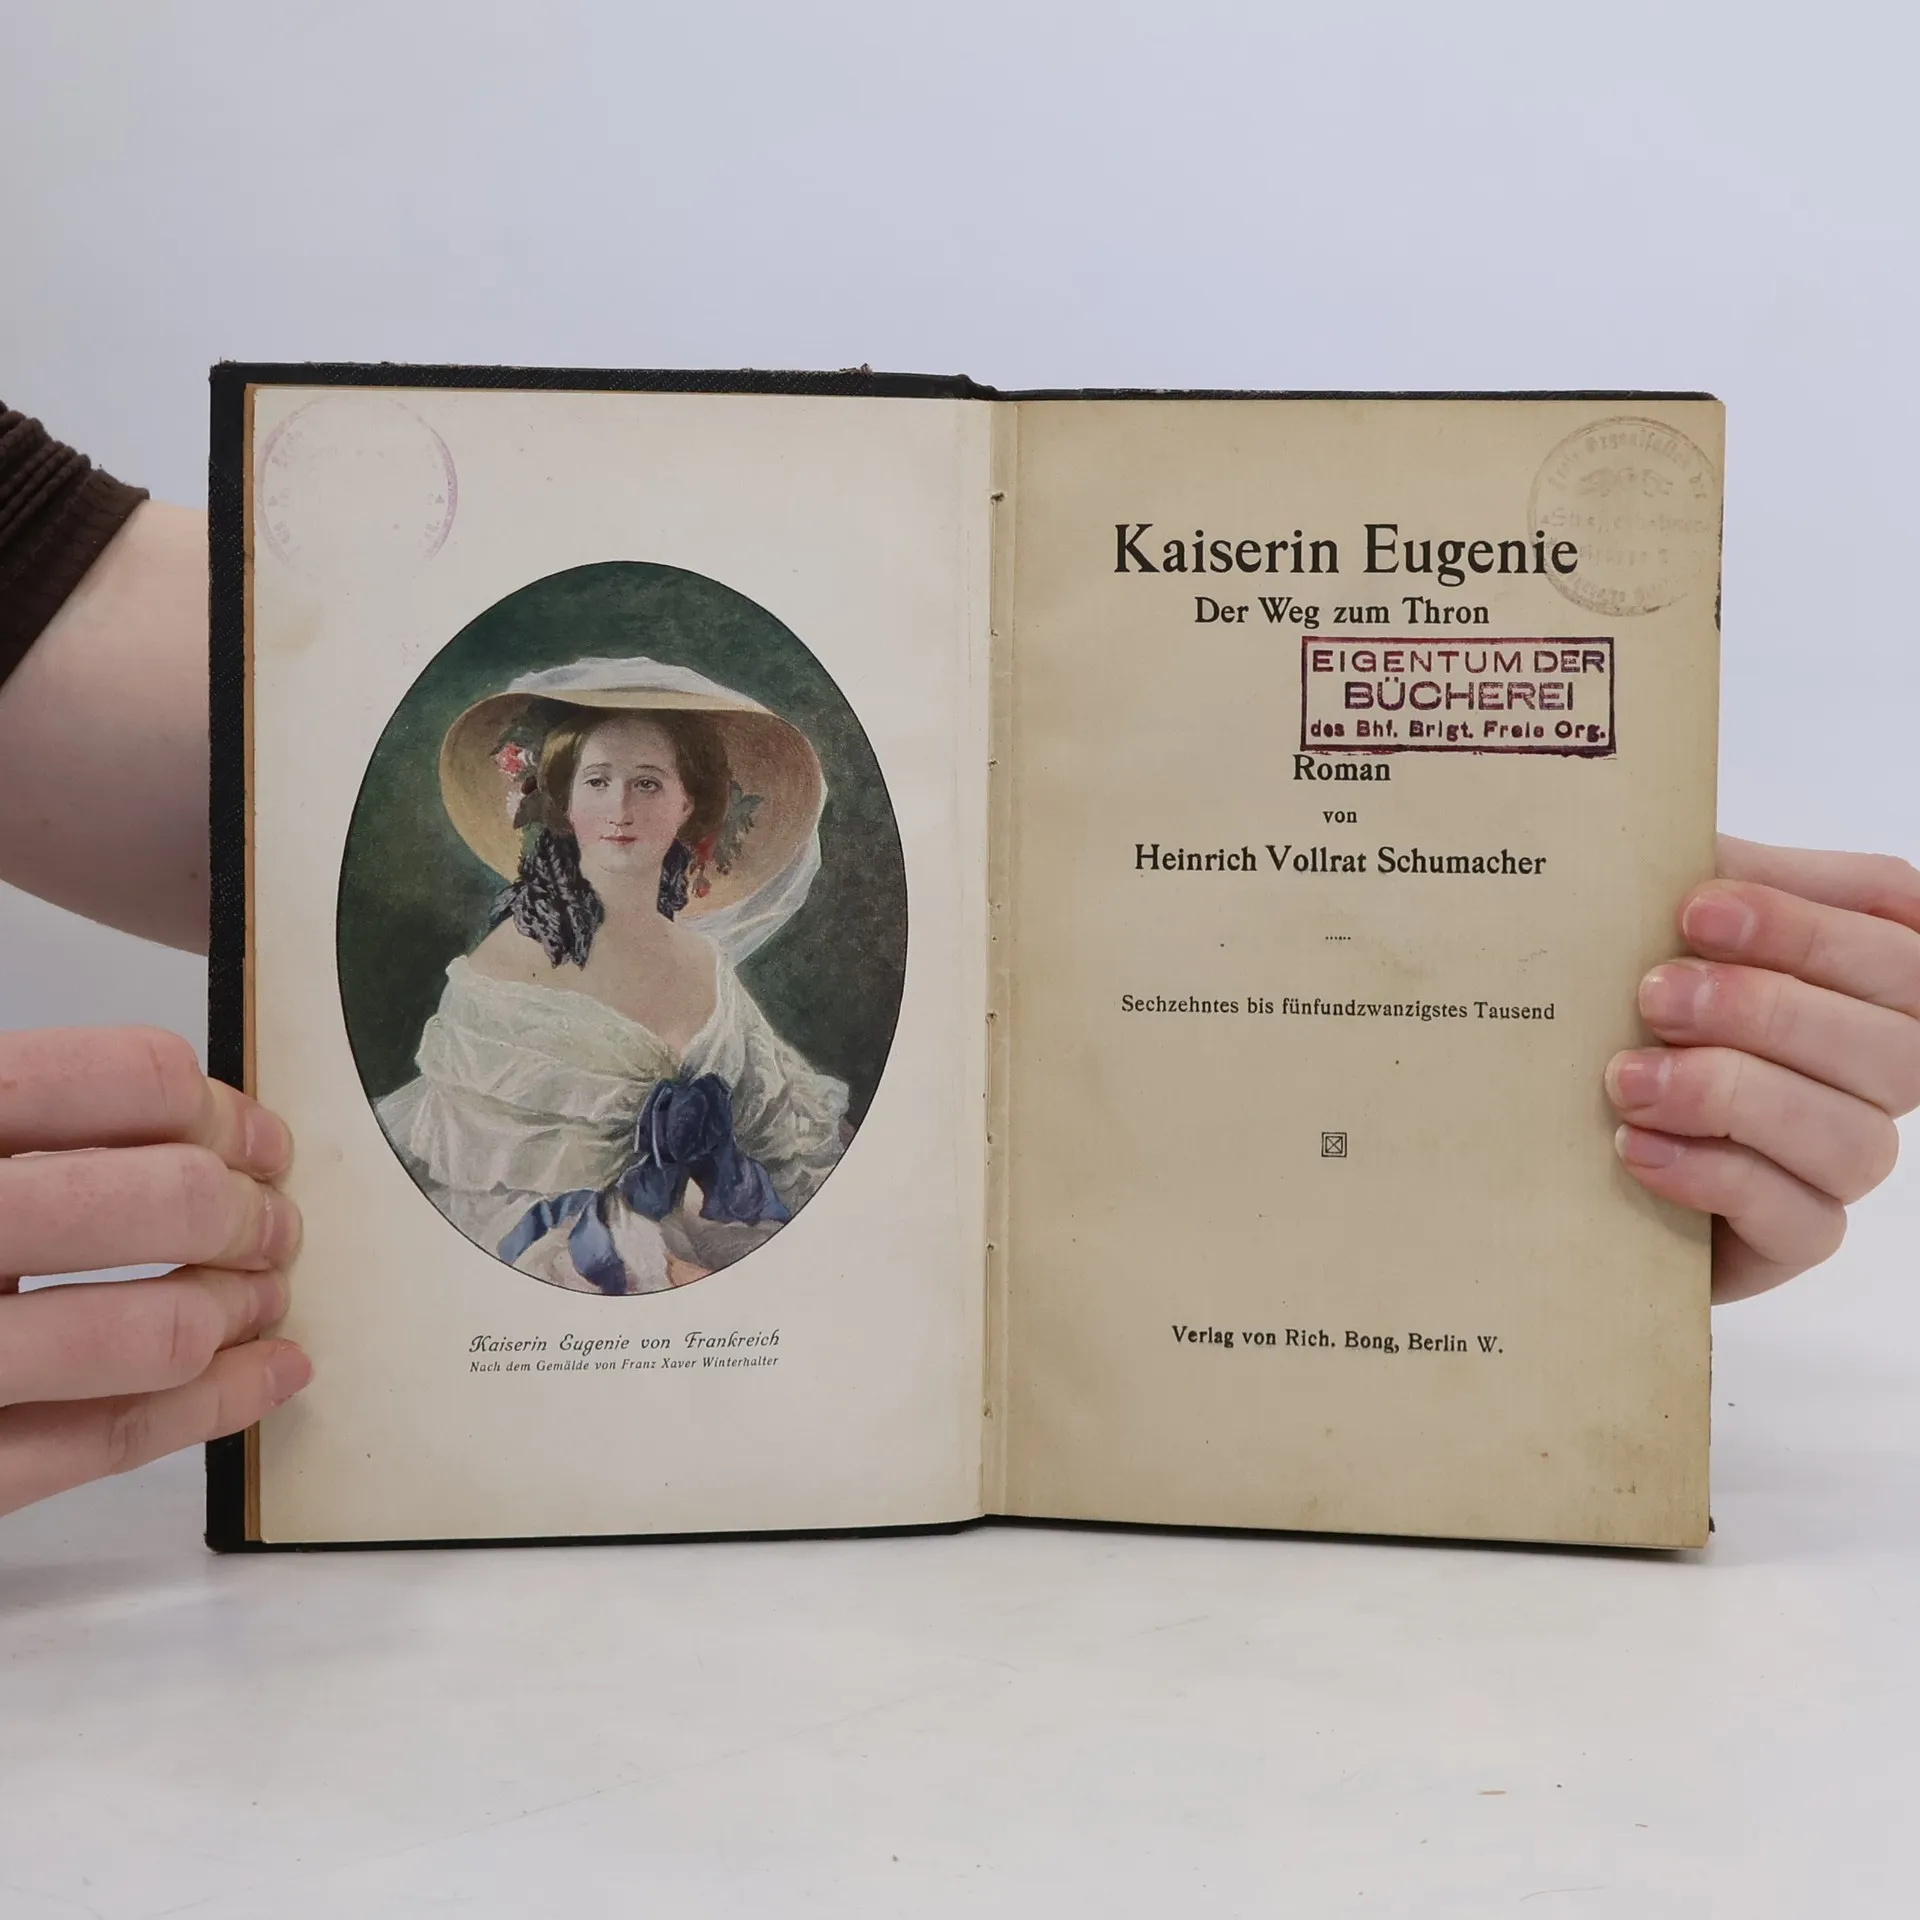 Kaiserin Eugenie von Frankreich
Nach dem Gemälde von Franz Xaver Winterhalter
Kaiserin Eugenie
Der Weg zum Thron
EIGENTUM DER
BÜCHEREI
des Bhf. Brigt. Freie Org.
Roman
von
Heinrich Vollrat Schumacher
Sechzehntes bis fünfundzwanzigstes Tausend
Verlag von Rich. Bong, Berlin W.